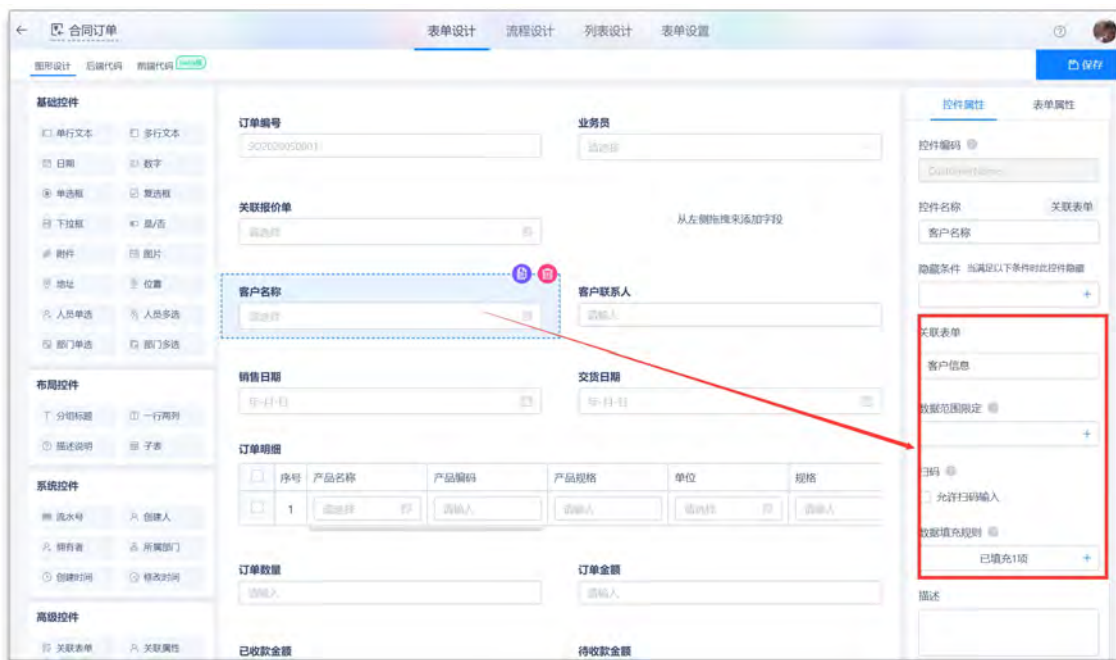 合同订单
表单设计 流程设计 列表设计 表单设置
图形设计 后端代码 前端代码
保存
基础控件
单行文本 多行文本
日期 数字
单选框 复选框
下拉框 是/否
附件 图片
地址 位置
人员单选 人员多选
部门单选 部门多选
布局控件
分组标题 一行两列
描述说明 子表
系统控件
流水号 创建人
拥有者 所属部门
创建时间 修改时间
高级控件
关联表单 关联属性
订单编号 业务员
请选择
关联报价单
请选择
从左侧拖拽来添加字段
客户名称 客户联系人
请选择 请输入
销售日期 交货日期
年-月-日 年-月-日
订单明细
序号 产品名称 产品编码 产品规格 单位 规格
1 请选择 请输入 请输入 请选择 请输入
订单数量 订单金额
请输入 请输入
已收款金额 待收款金额
控件属性 表单属性
控件编码
CustomerName
控件名称 关联表单
客户名称
隐藏条件 当满足以下条件时此控件隐藏
关联表单
客户信息
数据范围限定
扫码
允许扫码输入
数据填充规则
已填充1项
描述